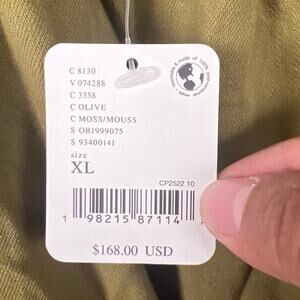 C 8130
V 074288
C 3358
C OLIVE
C MOSS/MOUSS
S OB1999075
S 93400141
size
XL
CP2522 10
1 98215 87114
$168.00 USD